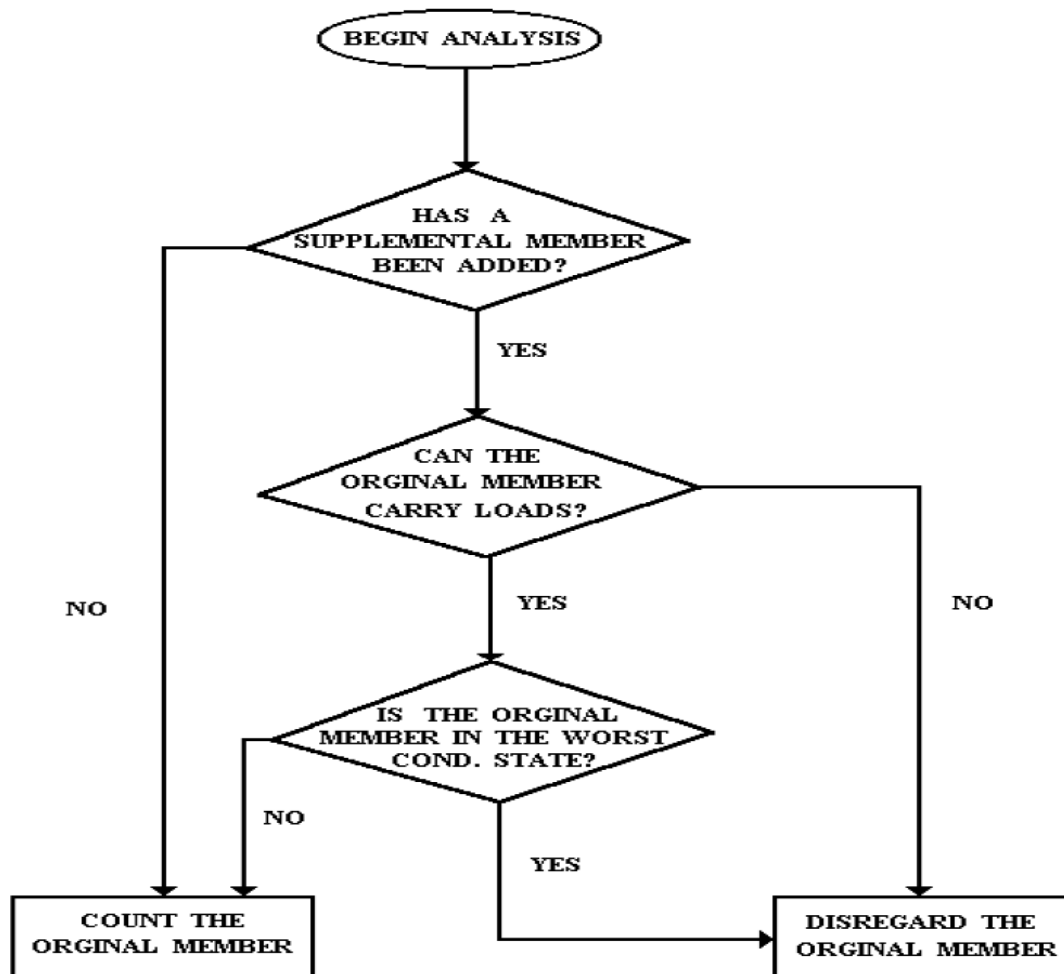 BEGIN ANALYSIS
HAS A
SUPPLEMENTAL MEMBER
BEEN ADDED?
YES
CAN THE
ORGINAL MEMBER
CARRY LOADS?
NO
YES
NO
IS THE ORGINAL
MEMBER IN THE WORST
COND. STATE?
NO
YES
COUNT THE
ORGINAL MEMBER
DISREGARD THE
ORGINAL MEMBER